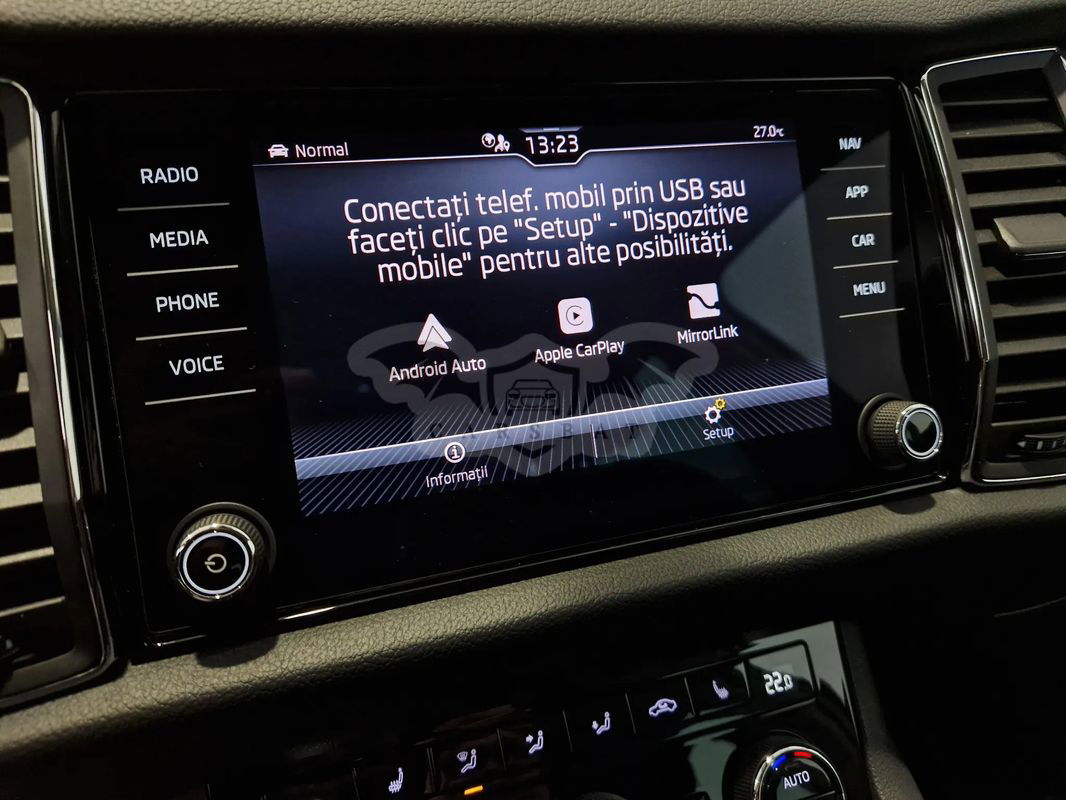 Normal
13:23
27.0°C
RADIO
MEDIA
PHONE
VOICE
Conectați telef. mobil prin USB sau
faceți clic pe "Setup" - "Dispozitive
mobile" pentru alte posibilități.
Android Auto
Apple CarPlay
MirrorLink
CARSBAT
Informații
Setup
NAV
APP
CAR
MENU
22.0
AUTO